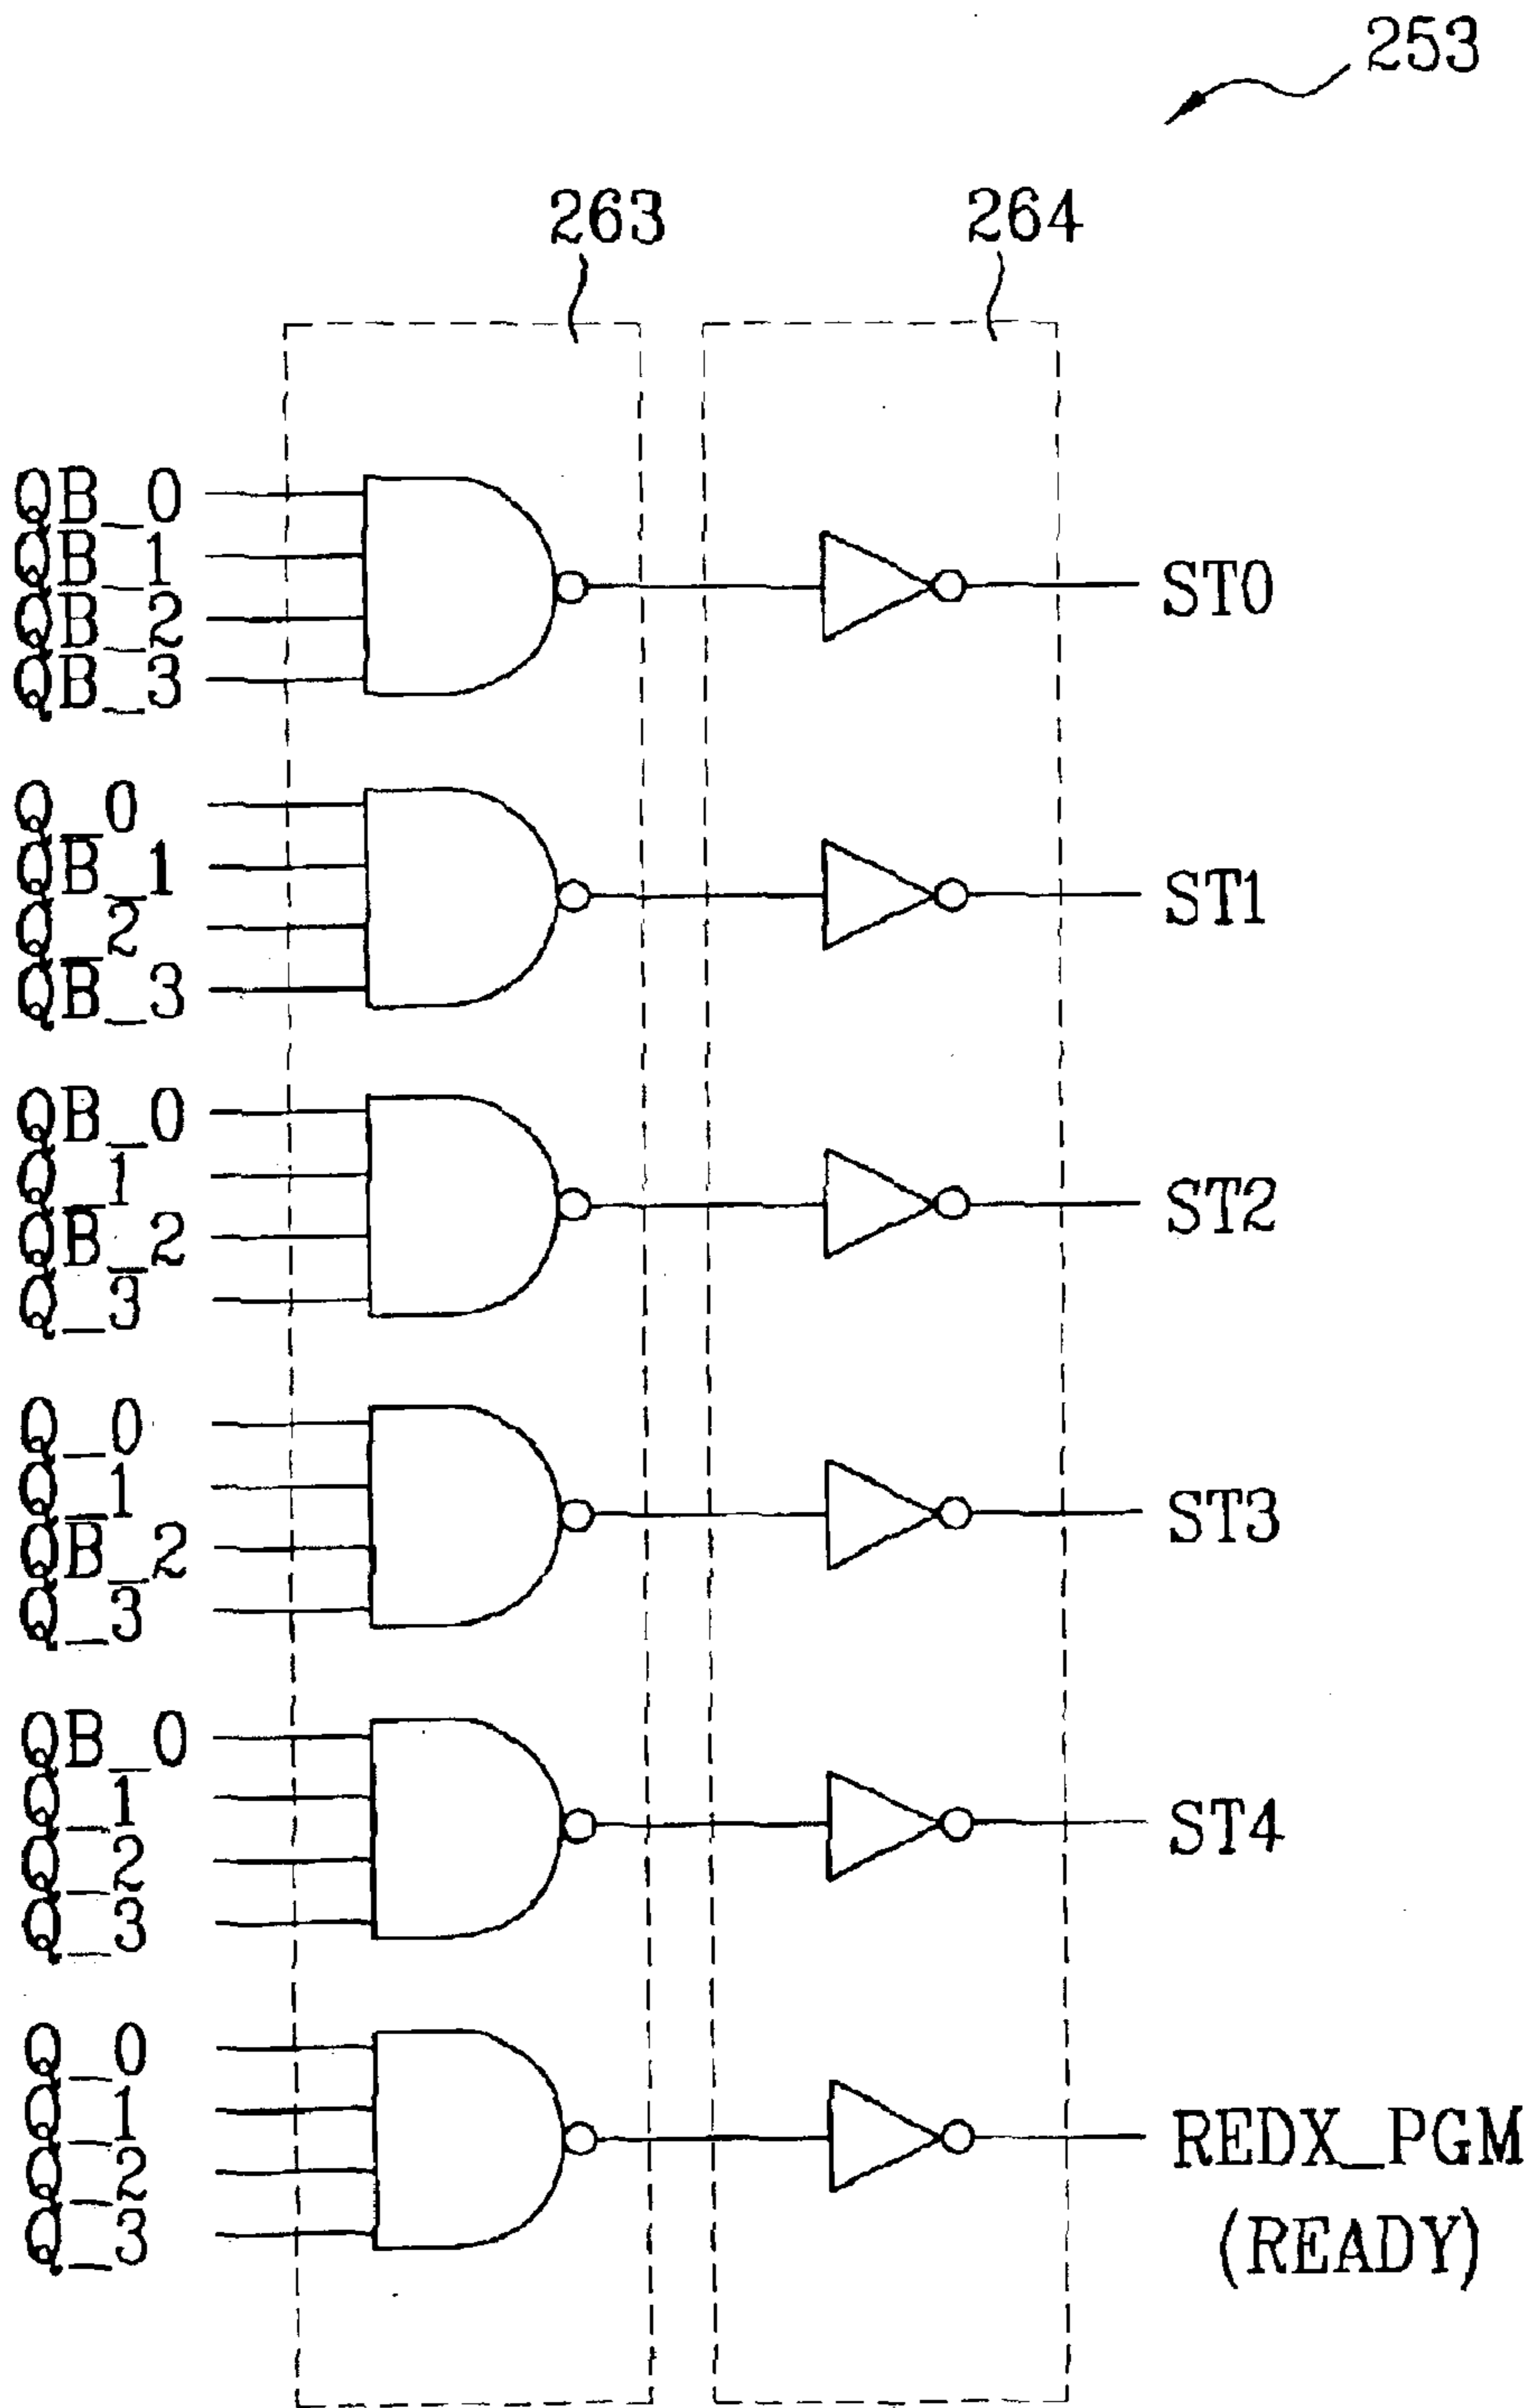 253
263
264
QB_0
QB_1
QB_2
QB_3
ST0
Q_0
QB_1
Q_2
QB_3
ST1
QB_0
Q_1
QB_2
Q_3
ST2
Q_0
Q_1
QB_2
Q_3
ST3
QB_0
Q_1
Q_2
Q_3
ST4
Q_0
Q_1
Q_2
Q_3
REDX_PGM
(READY)